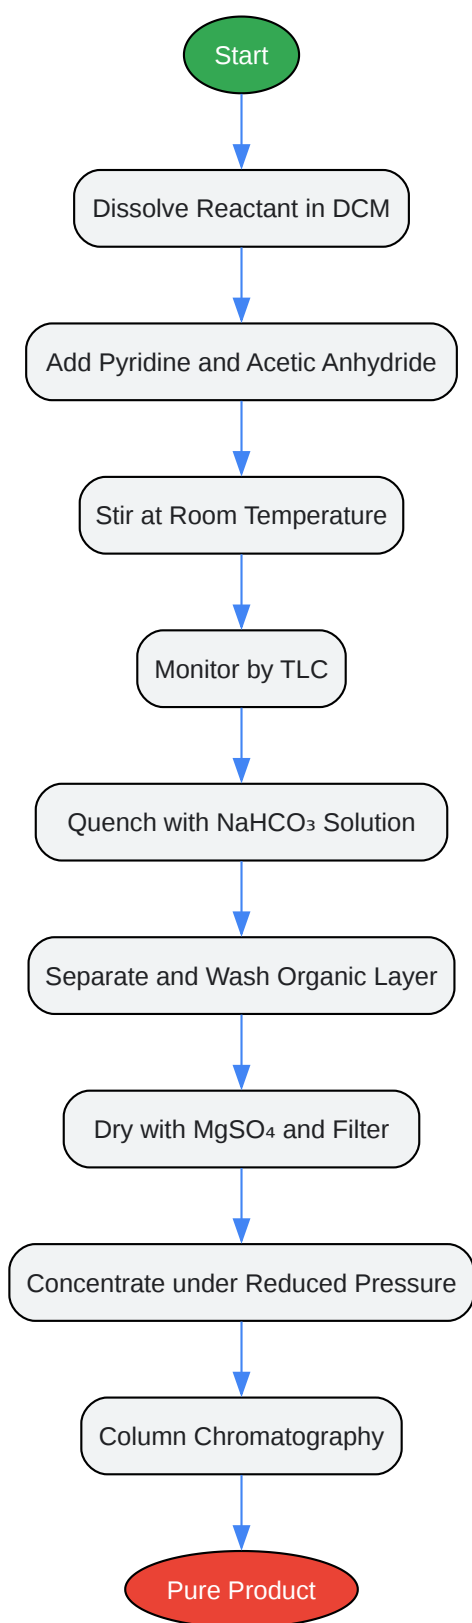 Start
Dissolve Reactant in DCM
Add Pyridine and Acetic Anhydride
Stir at Room Temperature
Monitor by TLC
Quench with NaHCO₃ Solution
Separate and Wash Organic Layer
Dry with MgSO₄ and Filter
Concentrate under Reduced Pressure
Column Chromatography
Pure Product